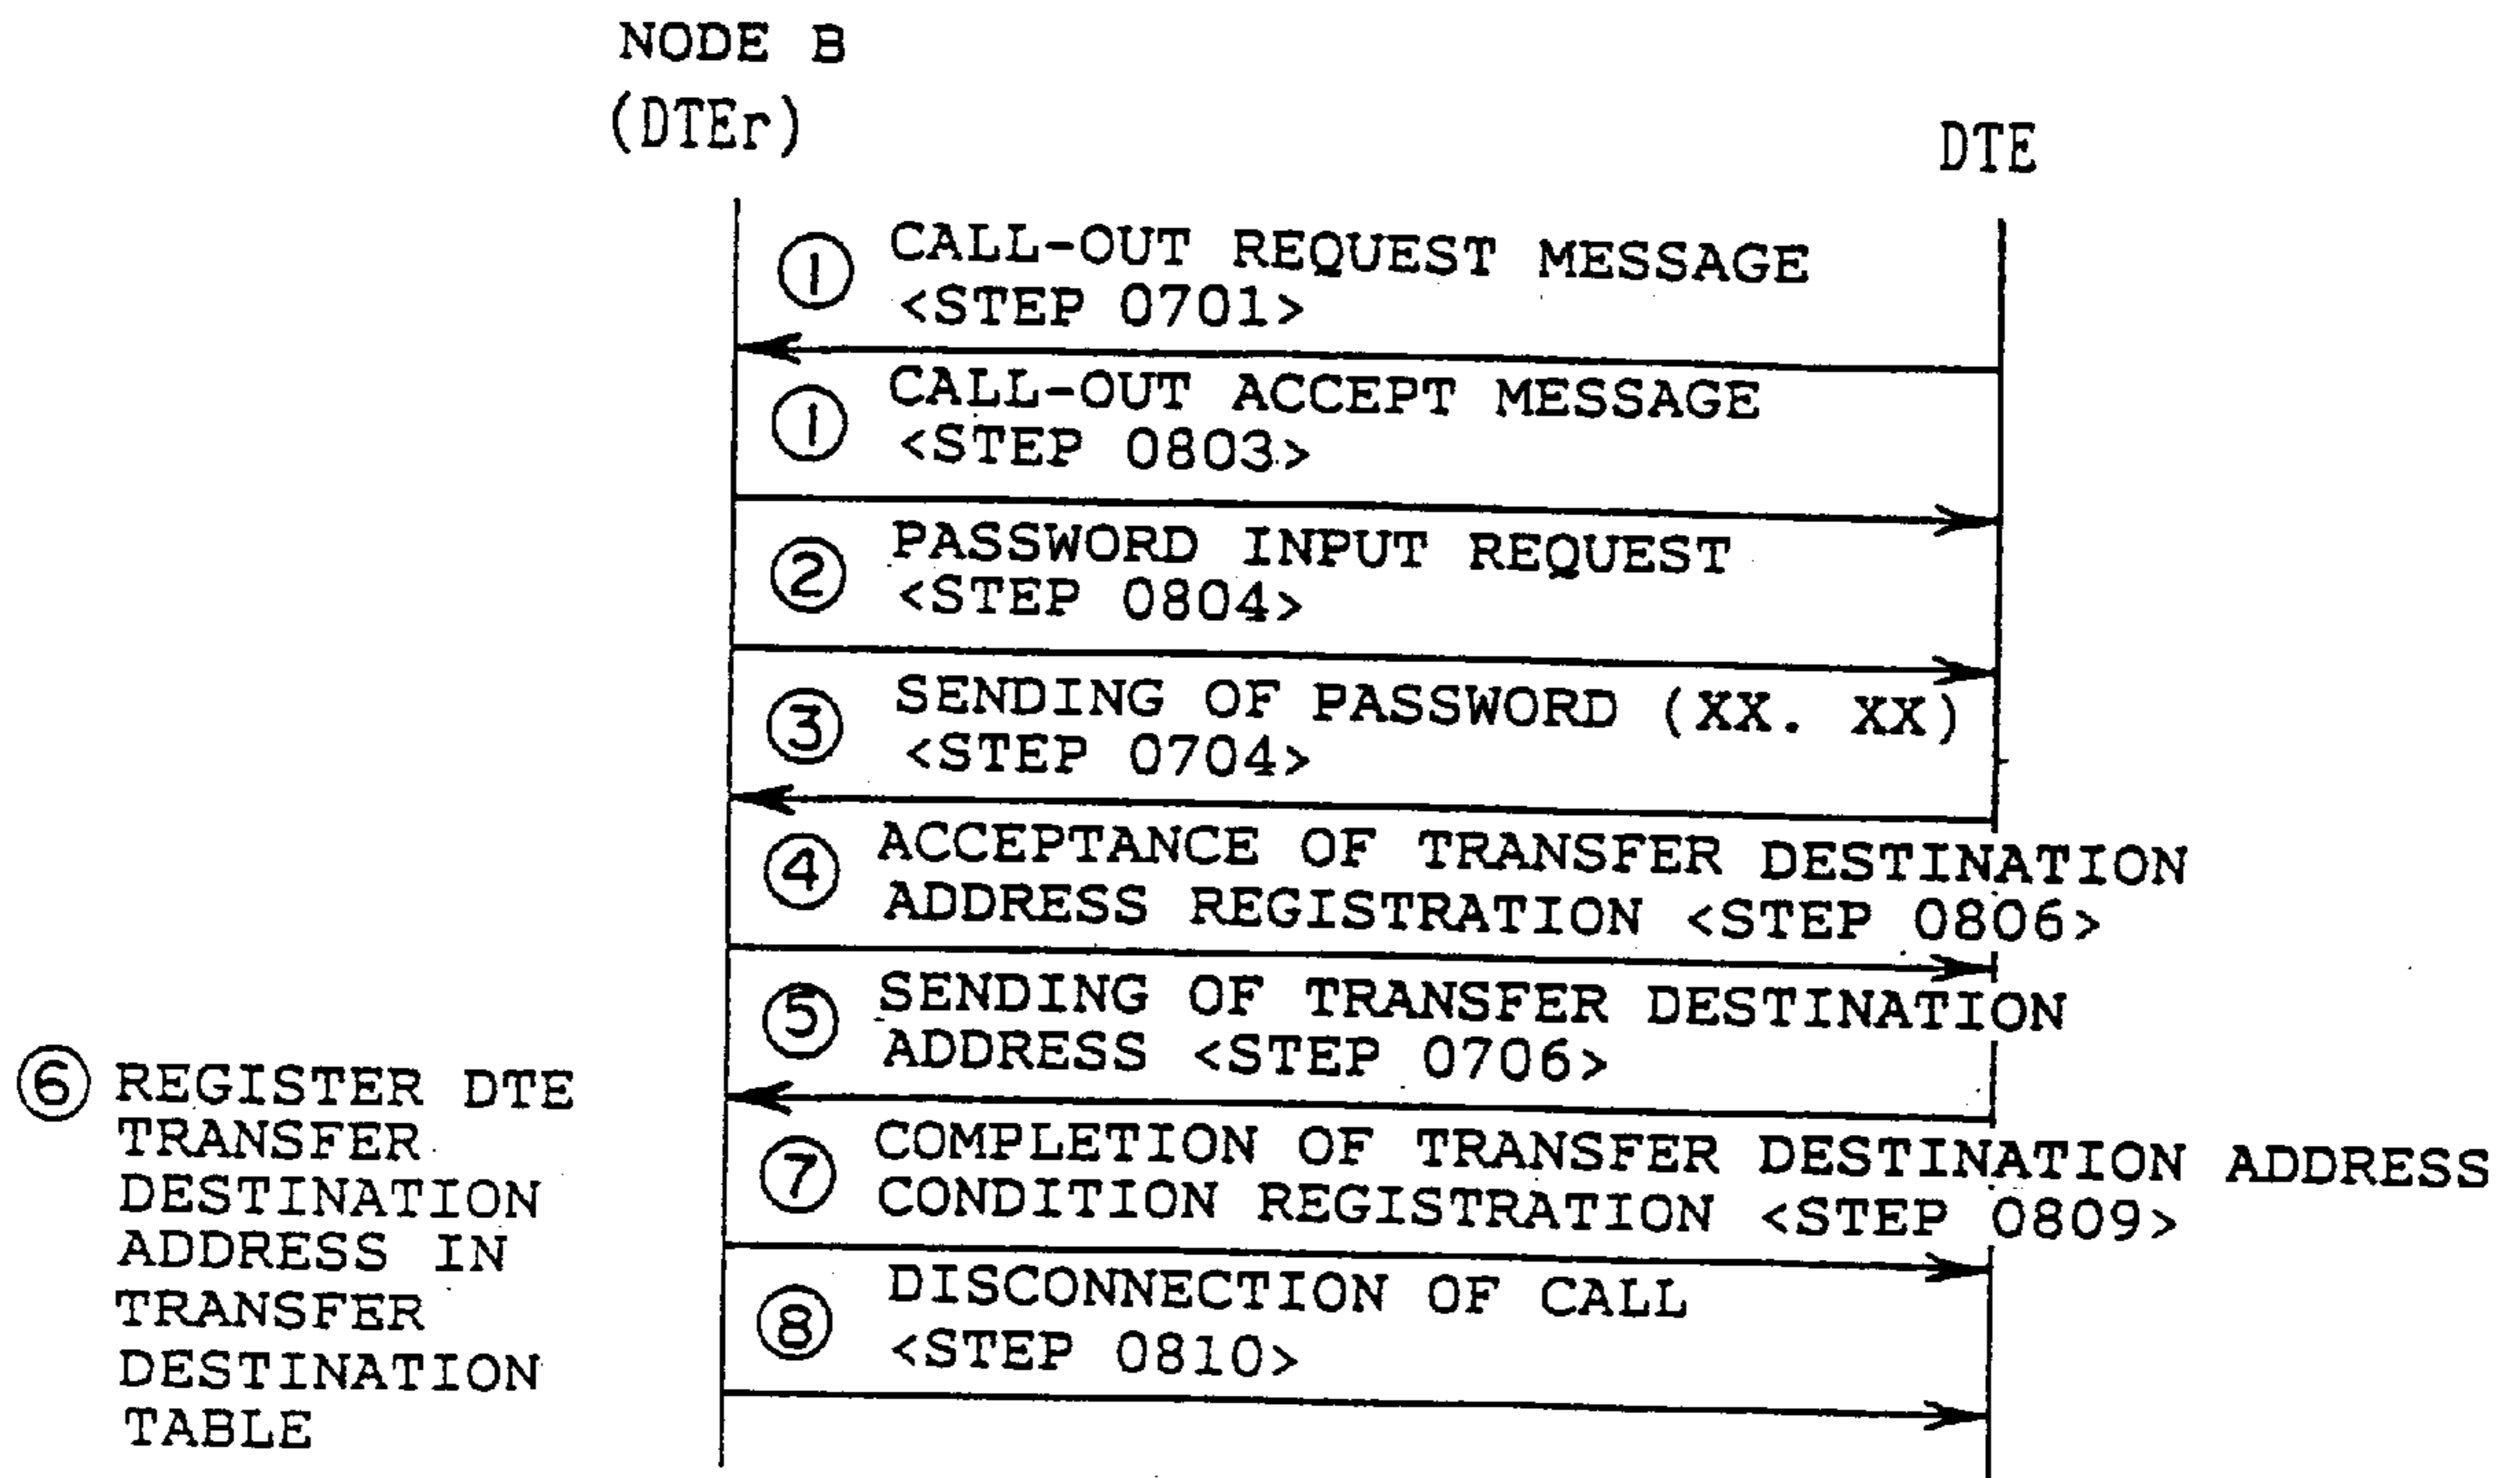 NODE B
(DTEr)
DTE
① CALL-OUT REQUEST MESSAGE
<STEP 0701>
① CALL-OUT ACCEPT MESSAGE
<STEP 0803>
② PASSWORD INPUT REQUEST
<STEP 0804>
③ SENDING OF PASSWORD (XX. XX)
<STEP 0704>
④ ACCEPTANCE OF TRANSFER DESTINATION
ADDRESS REGISTRATION <STEP 0806>
⑤ SENDING OF TRANSFER DESTINATION
ADDRESS <STEP 0706>
⑥ REGISTER DTE
TRANSFER
DESTINATION
ADDRESS IN
TRANSFER
DESTINATION
TABLE
⑦ COMPLETION OF TRANSFER DESTINATION ADDRESS
CONDITION REGISTRATION <STEP 0809>
⑧ DISCONNECTION OF CALL
<STEP 0810>